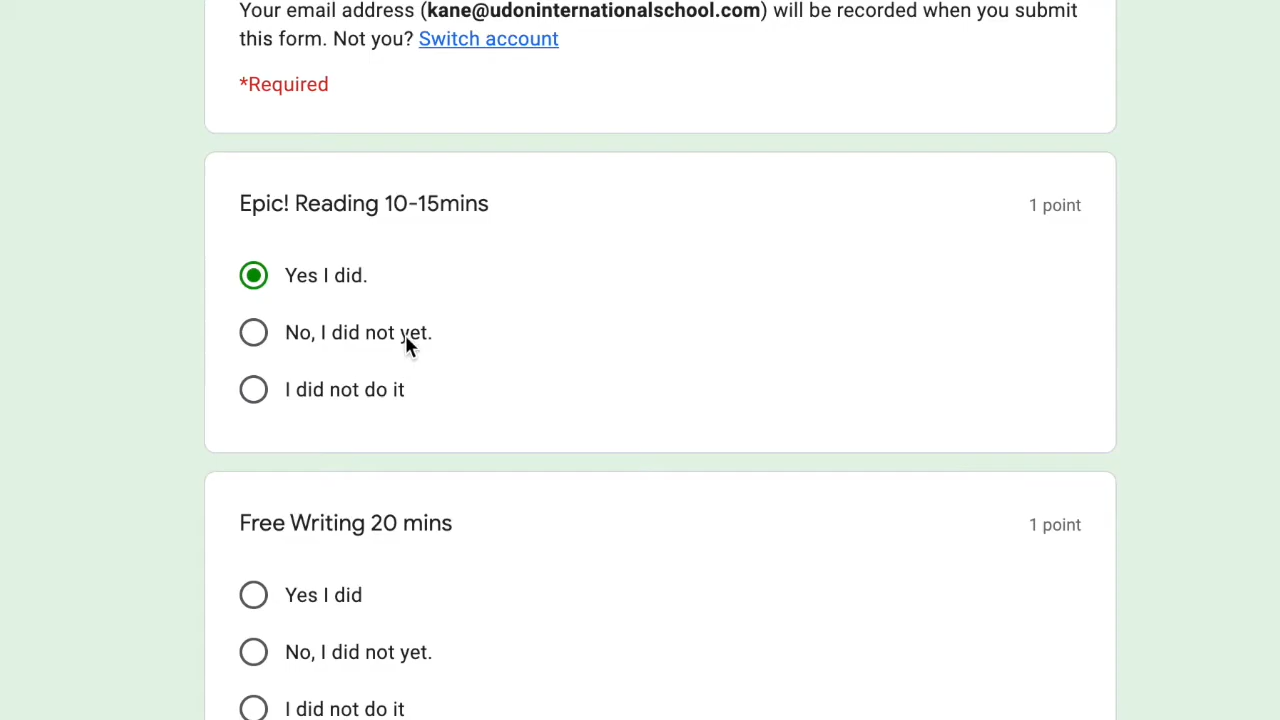 Your email address (kane@udoninternationalschool.com) will be recorded when you submit
this form. Not you? Switch account
*Required
Epic! Reading 10-15mins
1 point
Yes I did.
No, I did not yet.
I did not do it
Free Writing 20 mins
1 point
Yes I did
No, I did not yet.
I did not do it